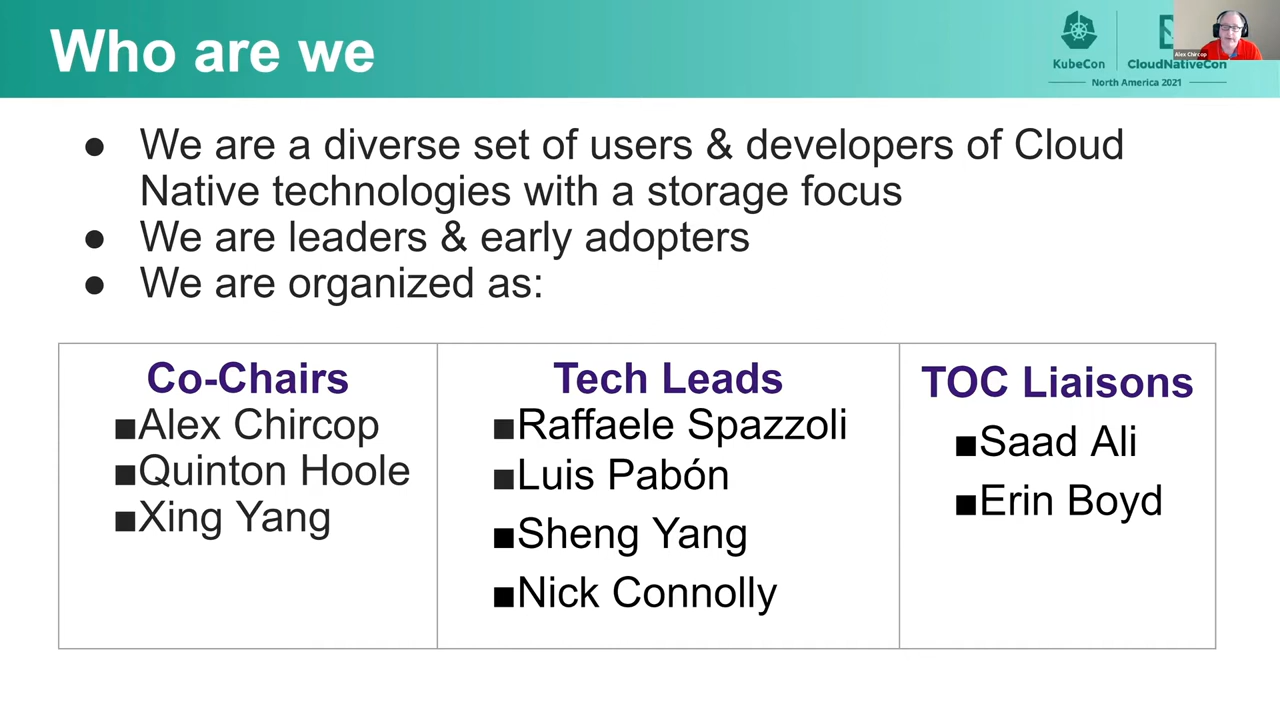 Who are we
KubeCon
CloudNativeCon
North America 2021
Alex Chircop
● We are a diverse set of users & developers of Cloud
Native technologies with a storage focus
● We are leaders & early adopters
● We are organized as:
Co-Chairs
■Alex Chircop
■Quinton Hoole
■Xing Yang
Tech Leads
■Raffaele Spazzoli
■Luis Pabón
■Sheng Yang
■Nick Connolly
TOC Liaisons
■Saad Ali
■Erin Boyd